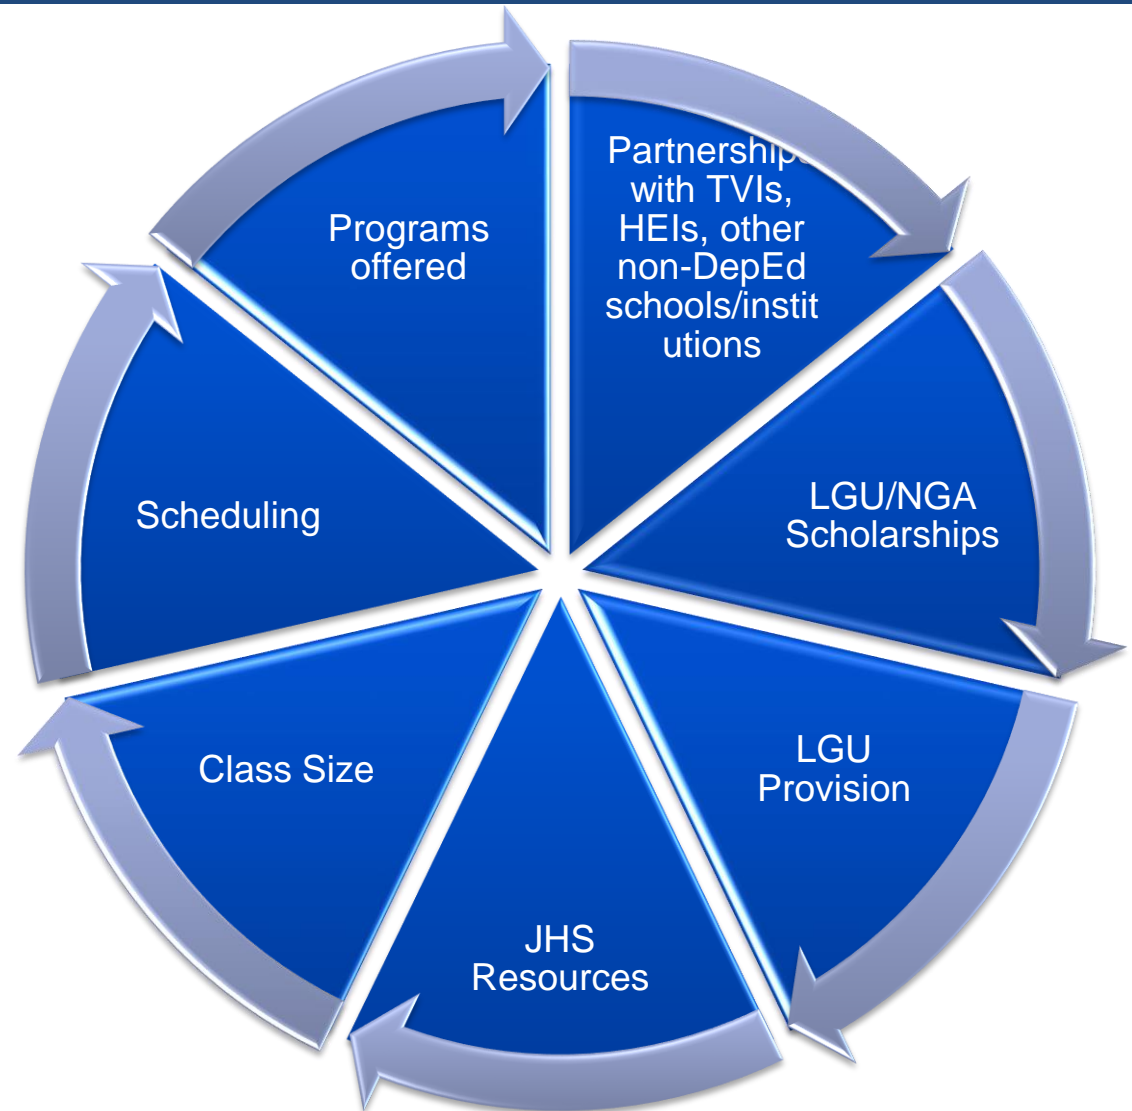 Partnerships
with TVIs,
HEIs, other
non-DepEd
schools/instit
utions
LGU/NGA
Scholarships
LGU
Provision
JHS
Resources
Class Size
Scheduling
Programs
offered